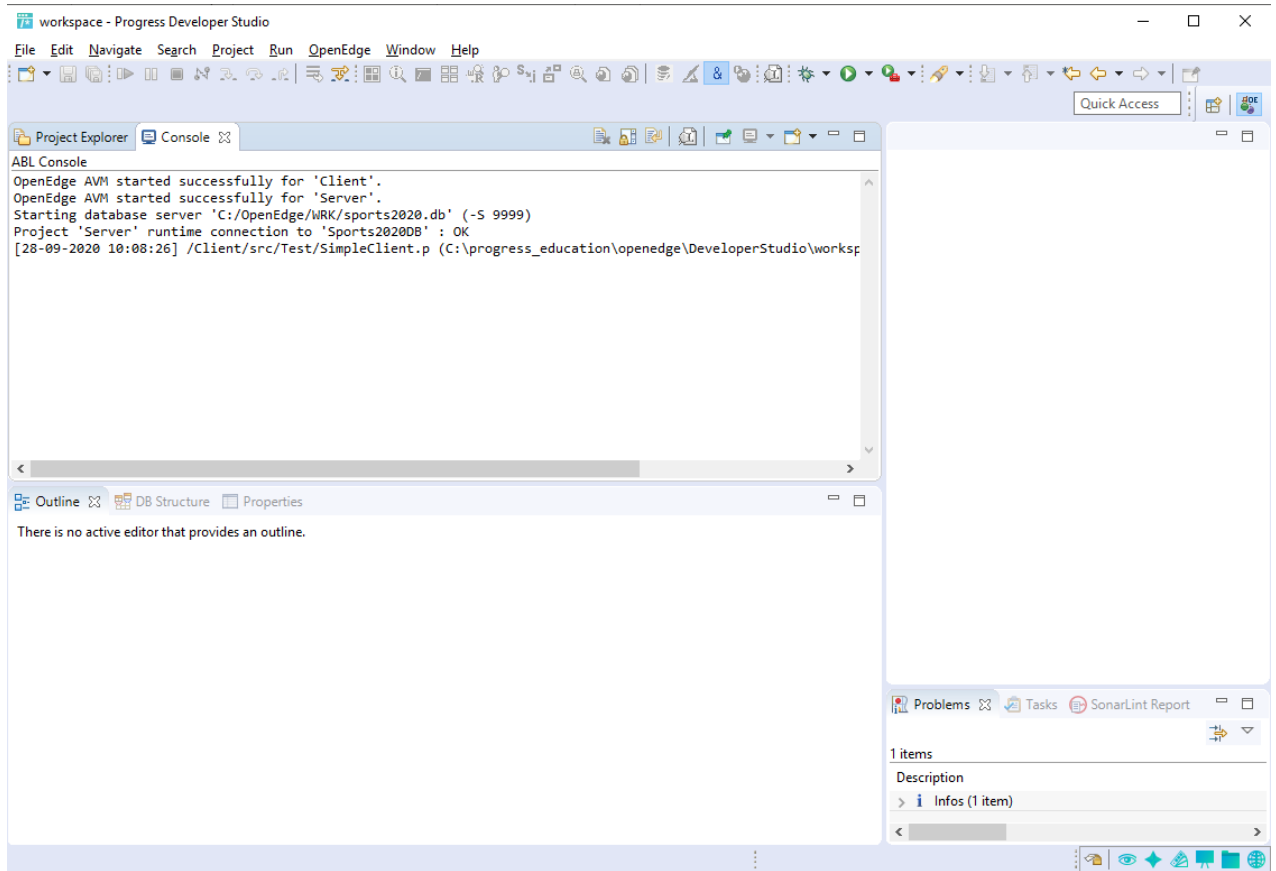 workspace - Progress Developer Studio
File Edit Navigate Search Project Run OpenEdge Window Help
Quick Access
Project Explorer Console
ABL Console
OpenEdge AVM started successfully for 'Client'.
OpenEdge AVM started successfully for 'Server'.
Starting database server 'C:/OpenEdge/WRK/sports2020.db' (-S 9999)
Project 'Server' runtime connection to 'Sports2020DB' : OK
[28-09-2020 10:08:26] /Client/src/Test/SimpleClient.p (C:\progress_education\openedge\DeveloperStudio\worksp
Outline DB Structure Properties
There is no active editor that provides an outline.
Problems Tasks SonarLint Report
1 items
Description
Infos (1 item)